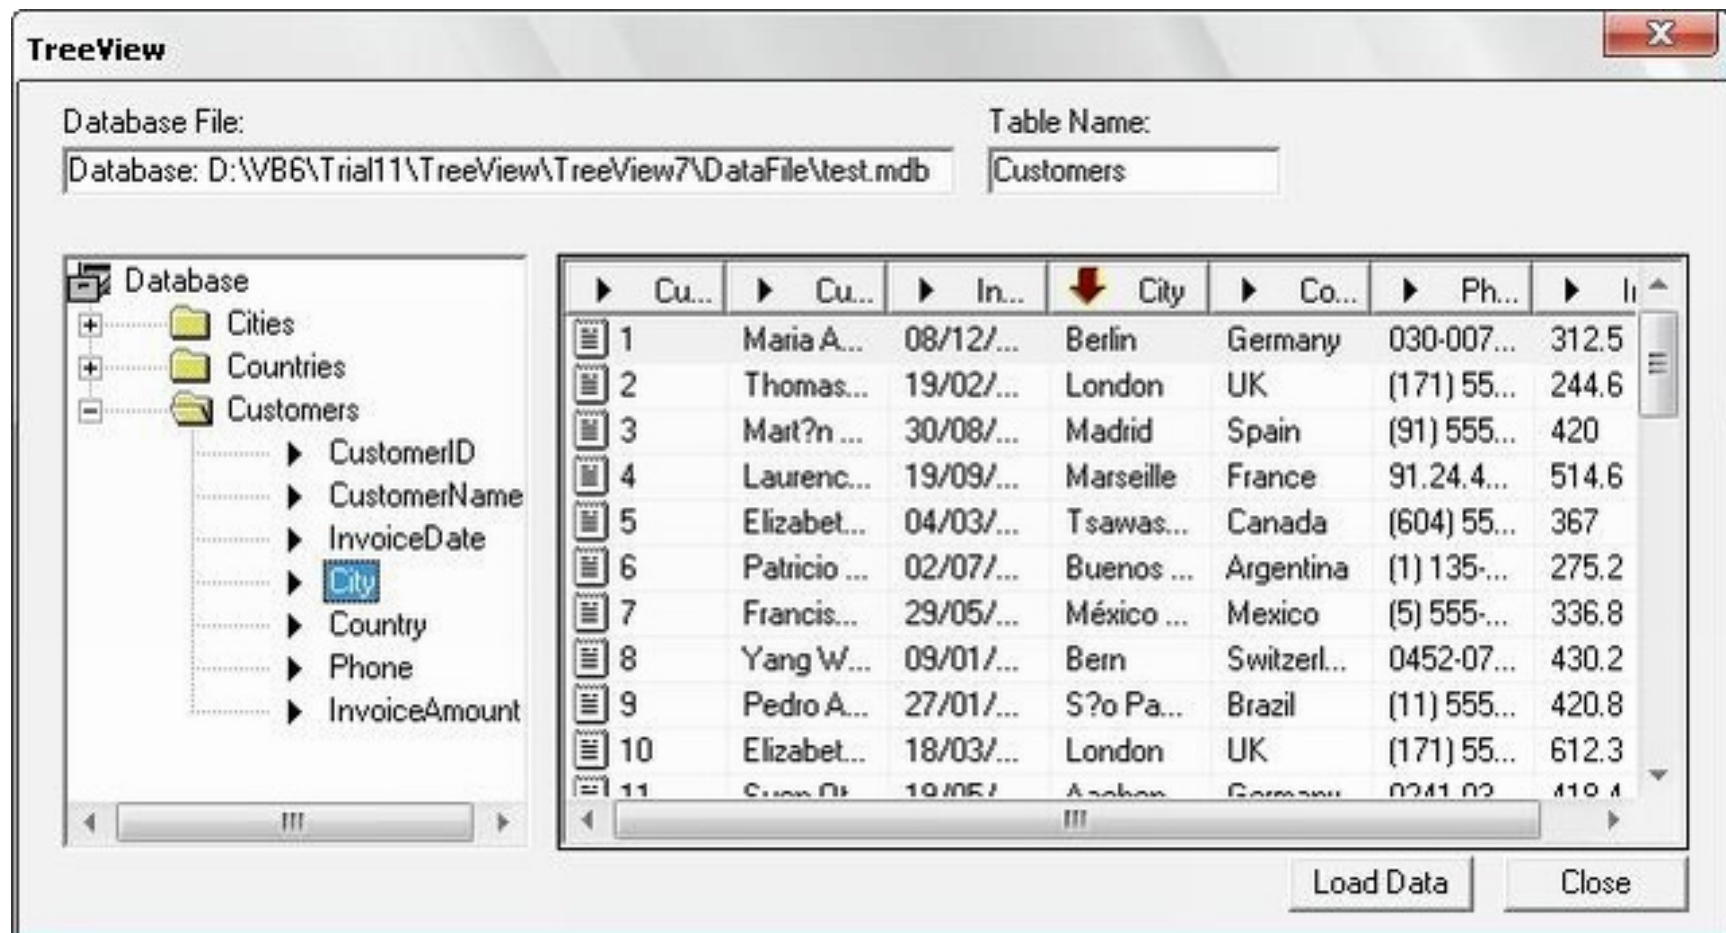 TreeView
Database File:
Table Name:
Database: D:\VB6\Trial11\TreeView\TreeView7\DataFile\test.mdb
Customers
Database
Cities
Countries
Customers
CustomerID
CustomerName
InvoiceDate
City
Country
Phone
InvoiceAmount
Cu... Cu... In... City Co... Ph...
1 Maria A... 08/12/... Berlin Germany 030-007... 312.5
2 Thomas... 19/02/... London UK (171) 55... 244.6
3 Mart?n ... 30/08/... Madrid Spain (91) 555... 420
4 Laurenc... 19/09/... Marseille France 91.24.4... 514.6
5 Elizabet... 04/03/... Tsawas... Canada (604) 55... 367
6 Patricio ... 02/07/... Buenos ... Argentina (1) 135-... 275.2
7 Francis... 29/05/... México ... Mexico (5) 555-... 336.8
8 Yang W... 09/01/... Bern Switzerl... 0452-07... 430.2
9 Pedro A... 27/01/... S?o Pa... Brazil (11) 555... 420.8
10 Elizabet... 18/03/... London UK (171) 55... 612.3
11 19/05/ Aachen Germany
Load Data
Close